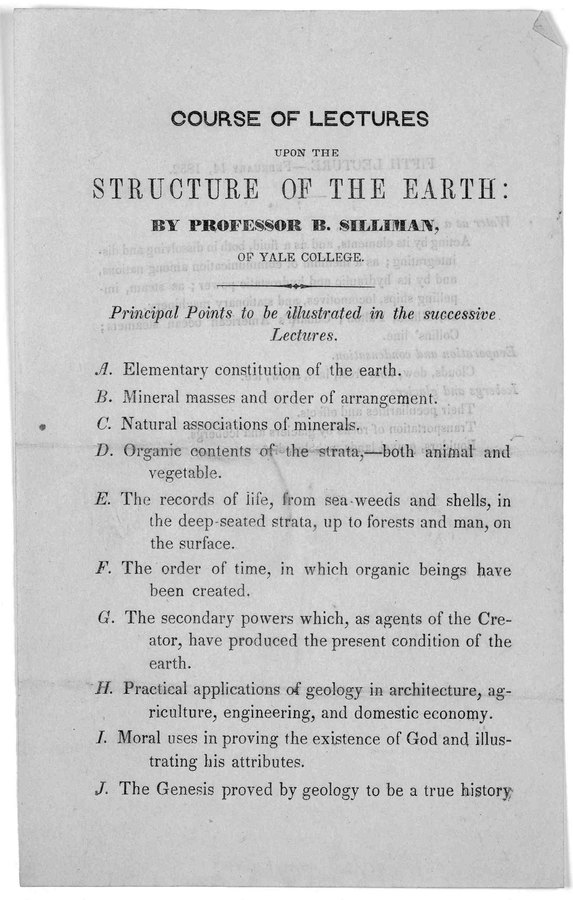 COURSE OF LECTURES
UPON THE
STRUCTURE OF THE EARTH:
BY PROFESSOR B. SILLIMAN,
OF YALE COLLEGE.
Principal Points to be illustrated in the successive
Lectures.
A. Elementary constitution of the earth.
B. Mineral masses and order of arrangement.
C. Natural associations of minerals.
D. Organic contents of the strata,—both animal and
vegetable.
E. The records of life, from sea-weeds and shells, in
the deep-seated strata, up to forests and man, on
the surface.
F. The order of time, in which organic beings have
been created.
G. The secondary powers which, as agents of the Cre-
ator, have produced the present condition of the
earth.
H. Practical applications of geology in architecture, ag-
riculture, engineering, and domestic economy.
I. Moral uses in proving the existence of God and illus-
trating his attributes.
J. The Genesis proved by geology to be a true history